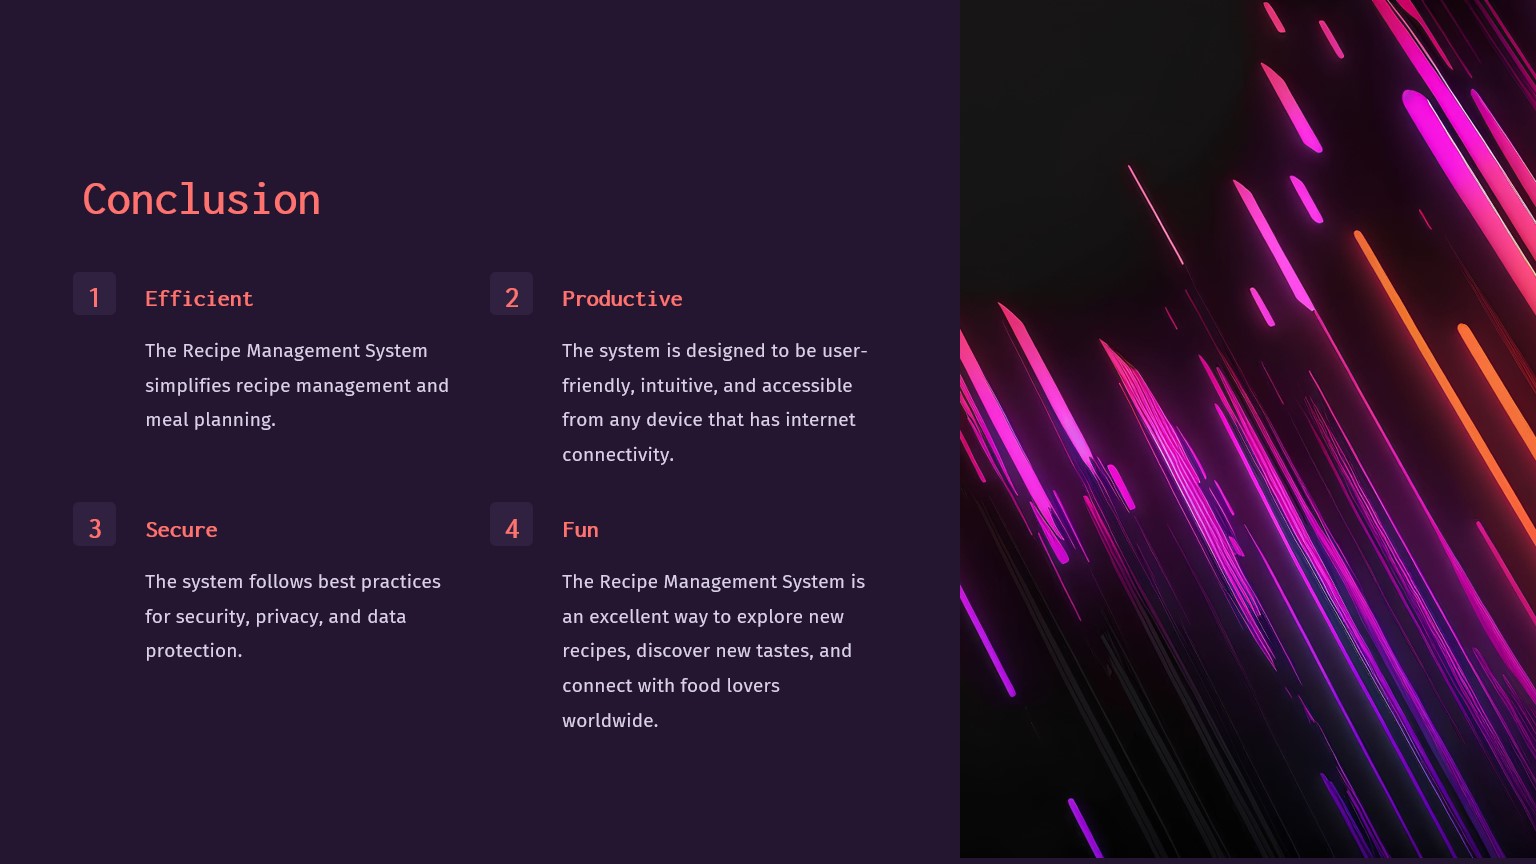 Conclusion
1
Efficient
The Recipe Management System
simplifies recipe management and
meal planning.
2
Productive
The system is designed to be user-
friendly, intuitive, and accessible
from any device that has internet
connectivity.
3
Secure
The system follows best practices
for security, privacy, and data
protection.
4
Fun
The Recipe Management System is
an excellent way to explore new
recipes, discover new tastes, and
connect with food lovers
worldwide.